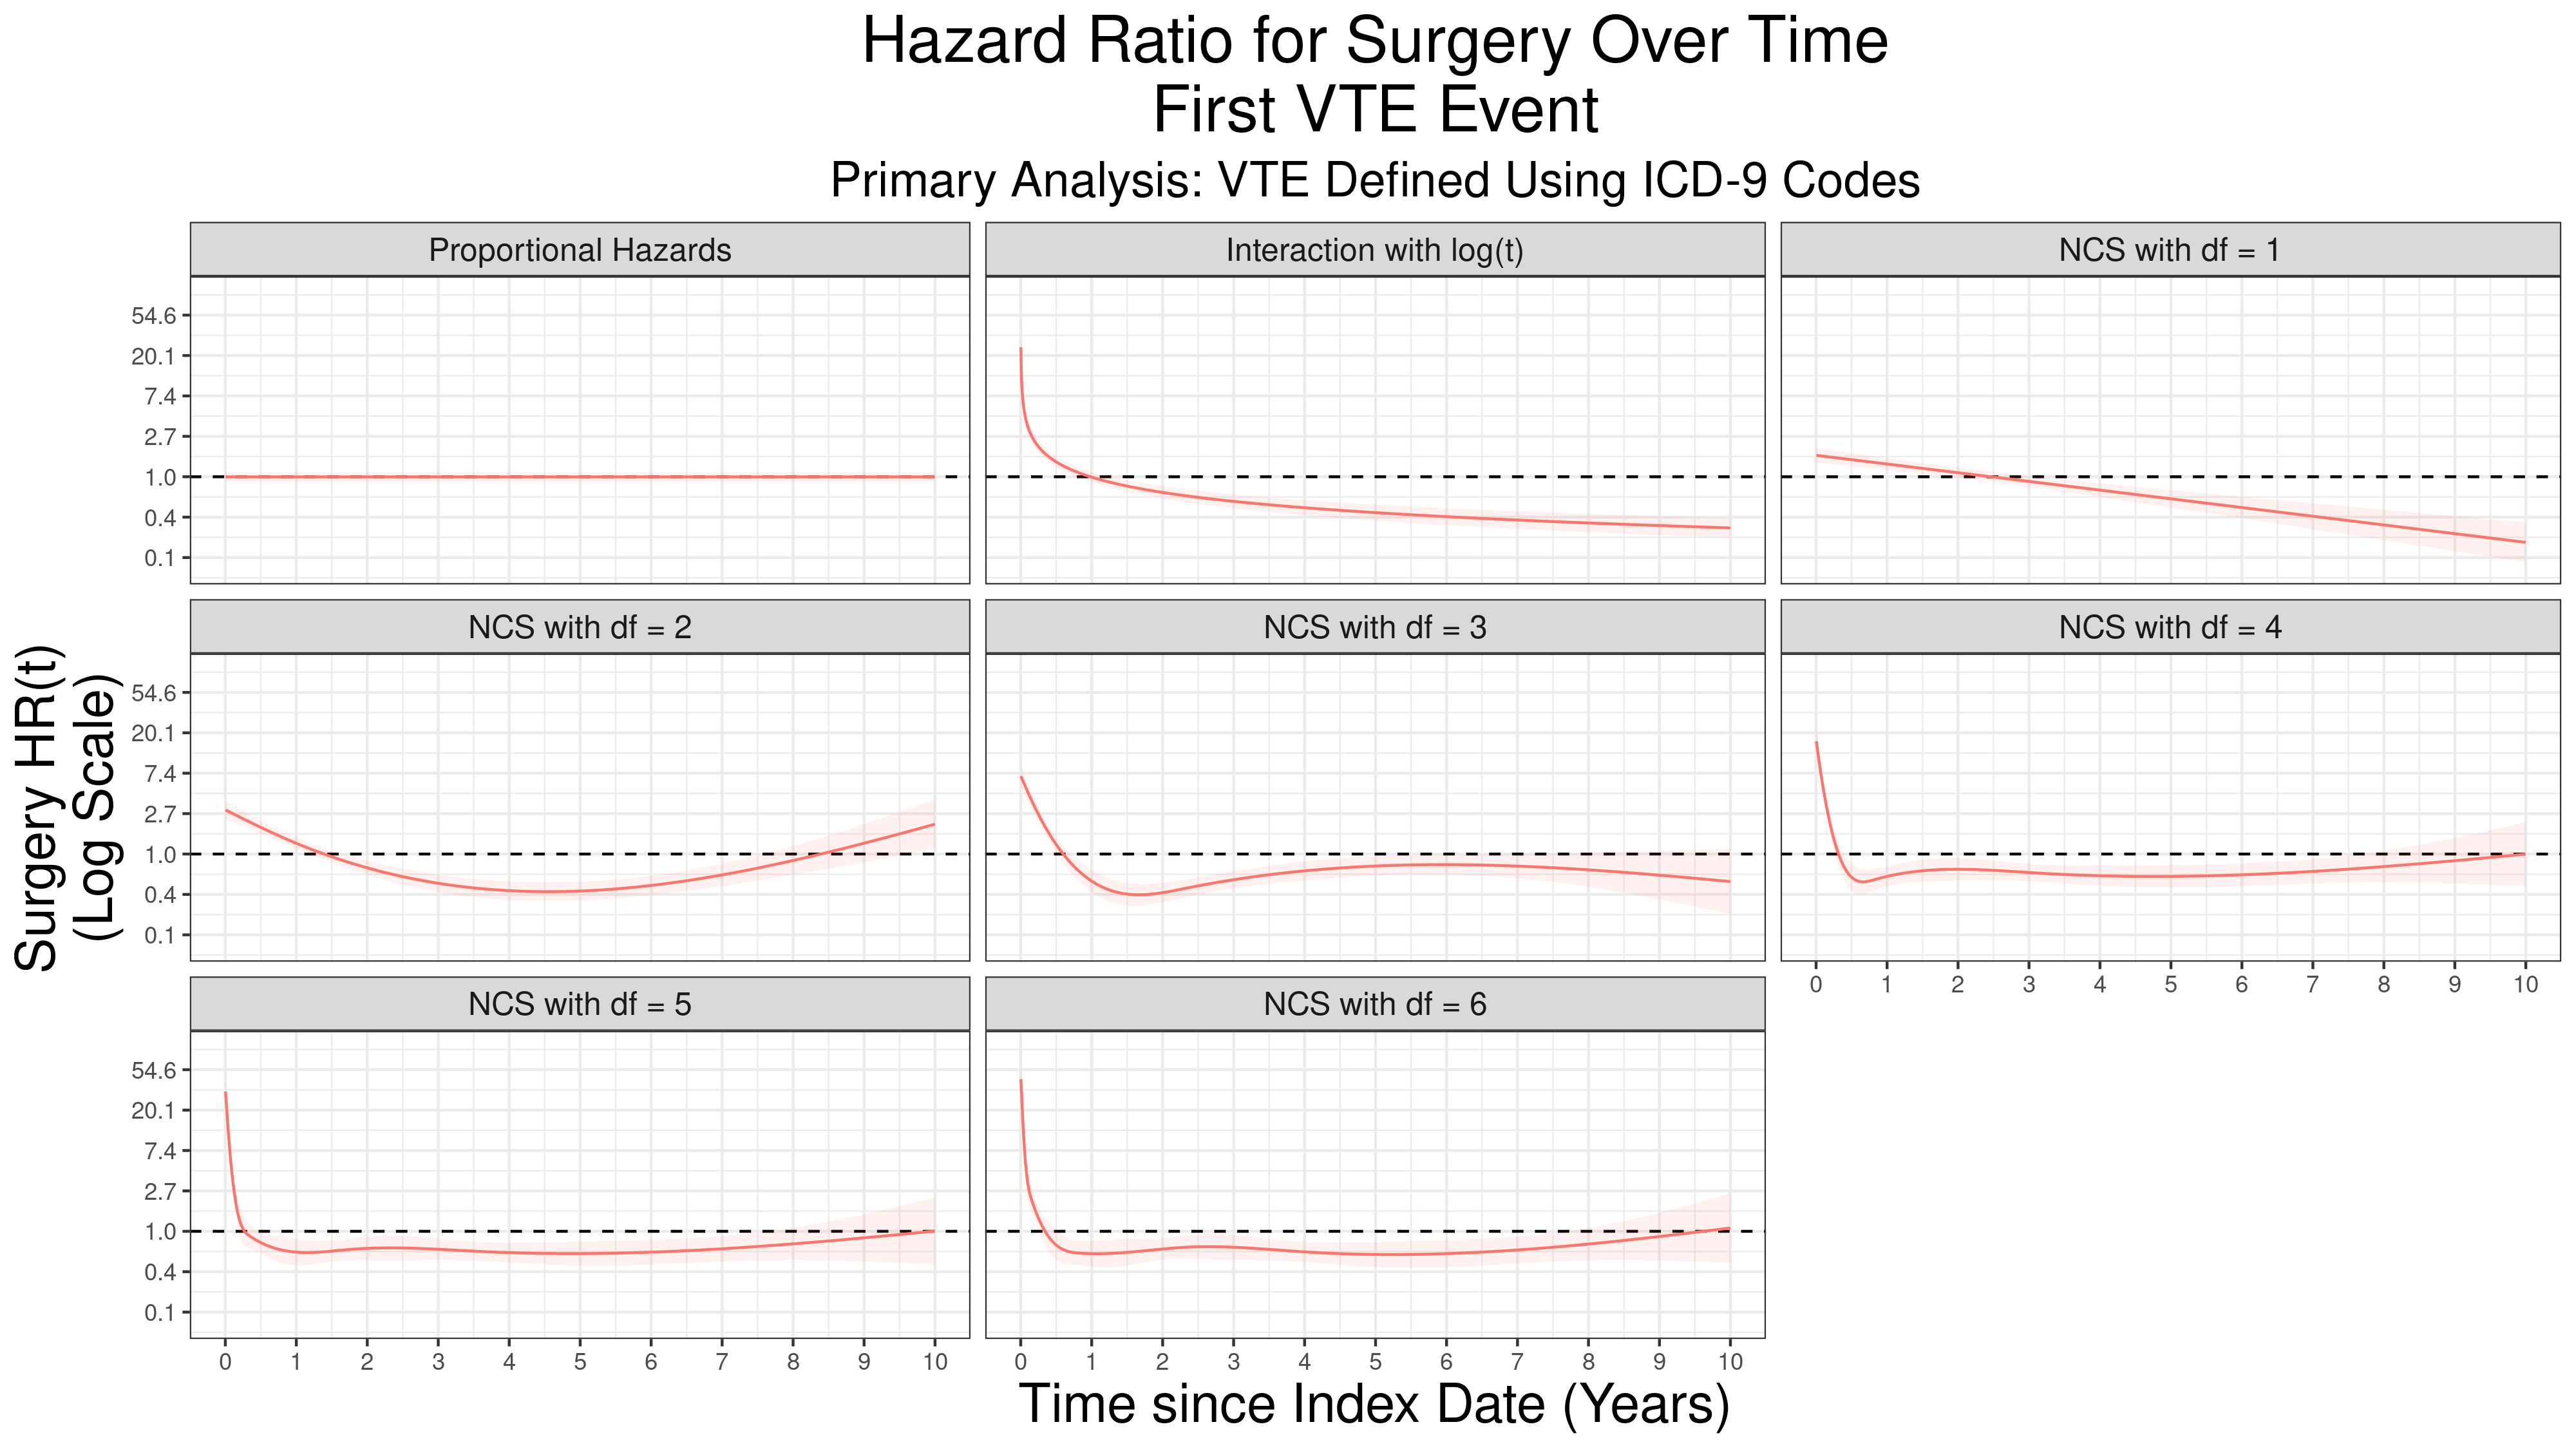 Hazard Ratio for Surgery Over Time
First VTE Event
Primary Analysis: VTE Defined Using ICD-9 Codes
Surgery HR(t)
(Log Scale)
Proportional Hazards
Interaction with log(t)
NCS with df = 1
54.6
20.1
7.4
2.7
1.0
0.4
0.1
NCS with df = 2
NCS with df = 3
NCS with df = 4
54.6
20.1
7.4
2.7
1.0
0.4
0.1
0 1 2 3 4 5 6 7 8 9 10
NCS with df = 5
NCS with df = 6
54.6
20.1
7.4
2.7
1.0
0.4
0.1
0 1 2 3 4 5 6 7 8 9 10
0 1 2 3 4 5 6 7 8 9 10
Time since Index Date (Years)